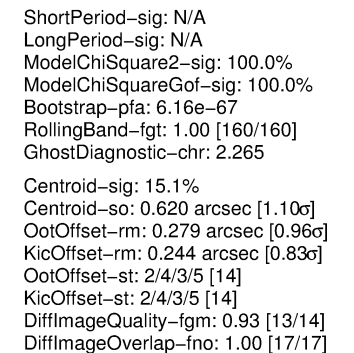 ShortPeriod−sig: N/A
LongPeriod−sig: N/A
ModelChiSquare2−sig: 100.0%
ModelChiSquareGof−sig: 100.0%
Bootstrap−pfa: 6.16e−67
RollingBand−fgt: 1.00 [160/160]
GhostDiagnostic−chr: 2.265
Centroid−sig: 15.1%
Centroid−so: 0.620 arcsec [1.10σ]
OotOffset−rm: 0.279 arcsec [0.96σ]
KicOffset−rm: 0.244 arcsec [0.83σ]
OotOffset−st: 2/4/3/5 [14]
KicOffset−st: 2/4/3/5 [14]
DiffImageQuality−fgm: 0.93 [13/14]
DiffImageOverlap−fno: 1.00 [17/17]